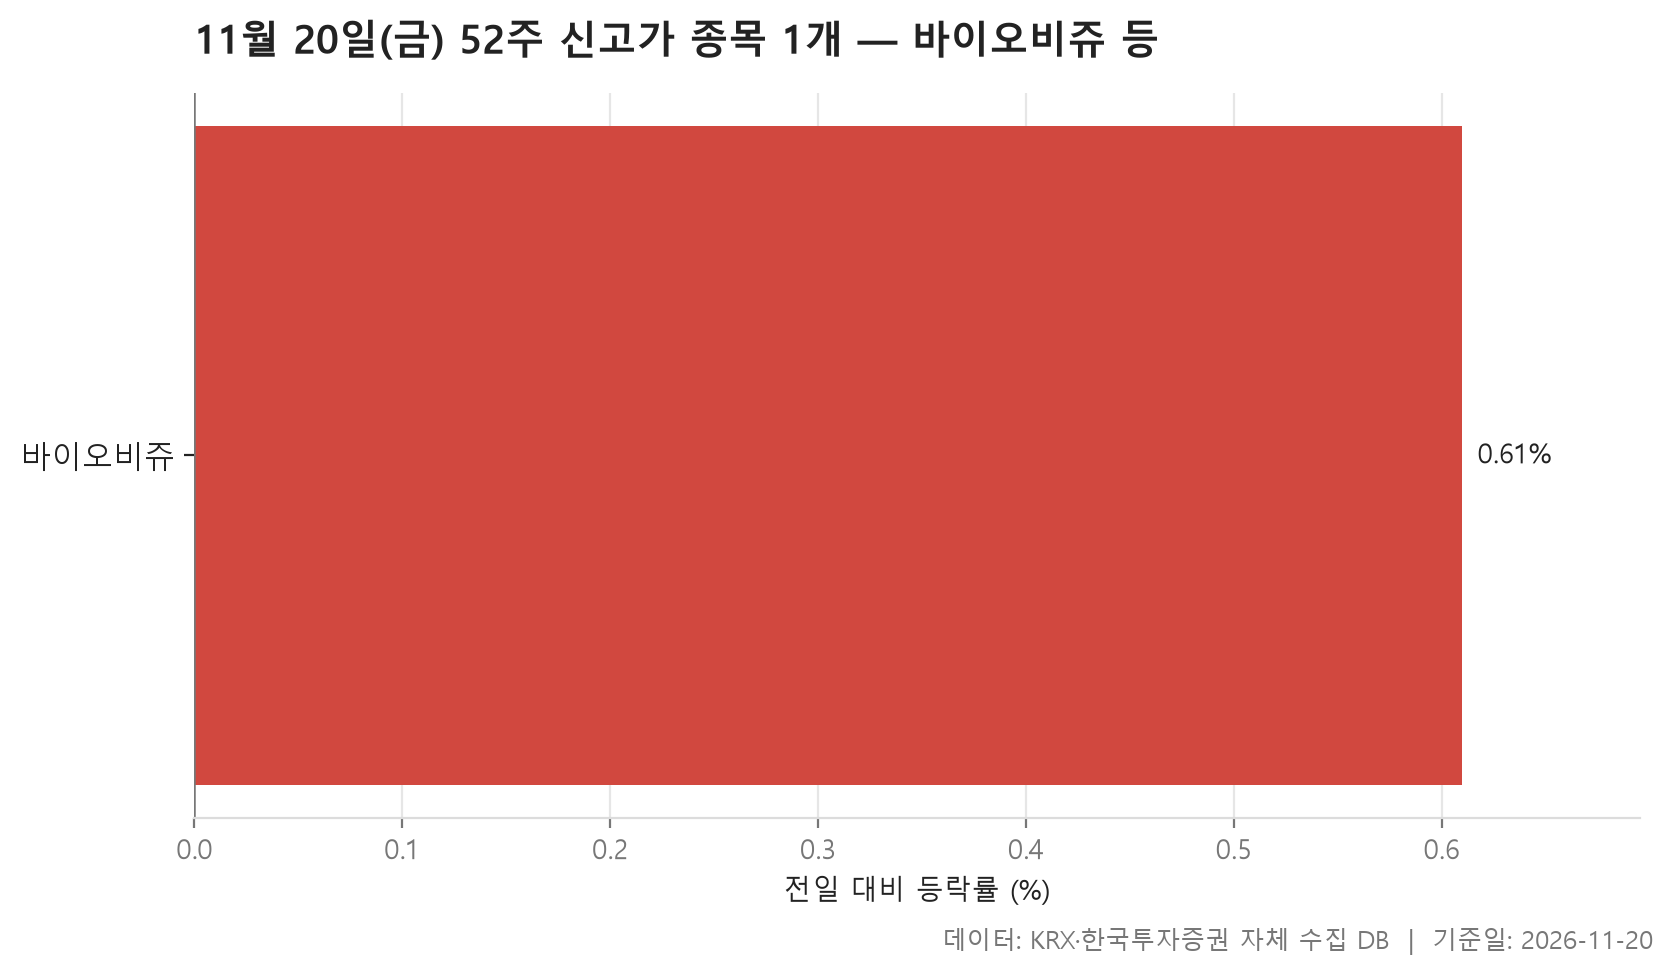 11월 20일(금) 52주 신고가 종목 1개 — 바이오비쥬 등
바이오비쥬
0.61%
0.0 0.1 0.2 0.3 0.4 0.5 0.6
전일 대비 등락률 (%)
데이터: KRX·한국투자증권 자체 수집 DB | 기준일: 2026-11-20